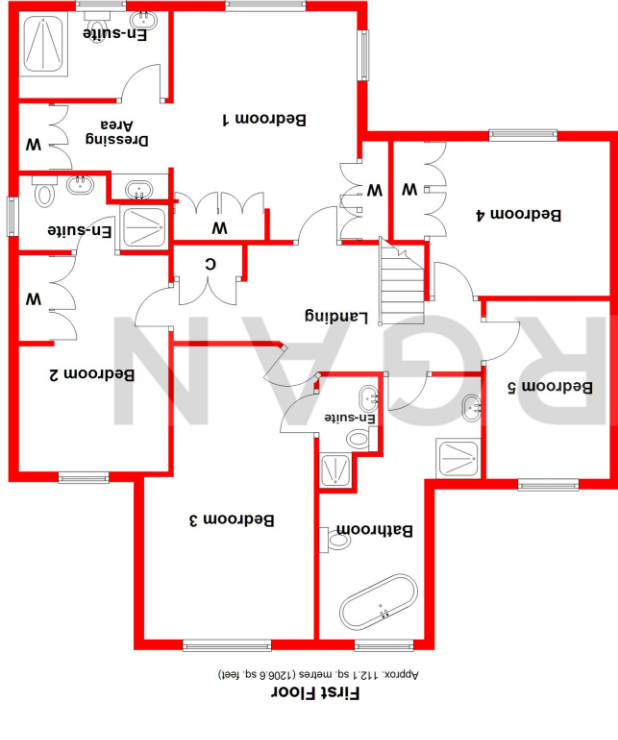 First Floor
Approx. 112.1 sq. metres (1206.6 sq. feet)
Bathroom
Bedroom 3
En-suite
Bedroom 5
Bedroom 2
RGAN
Landing
W
C
Bedroom 4
W
En-suite
W
W
W
Dressing
Area
Bedroom 1
En-suite